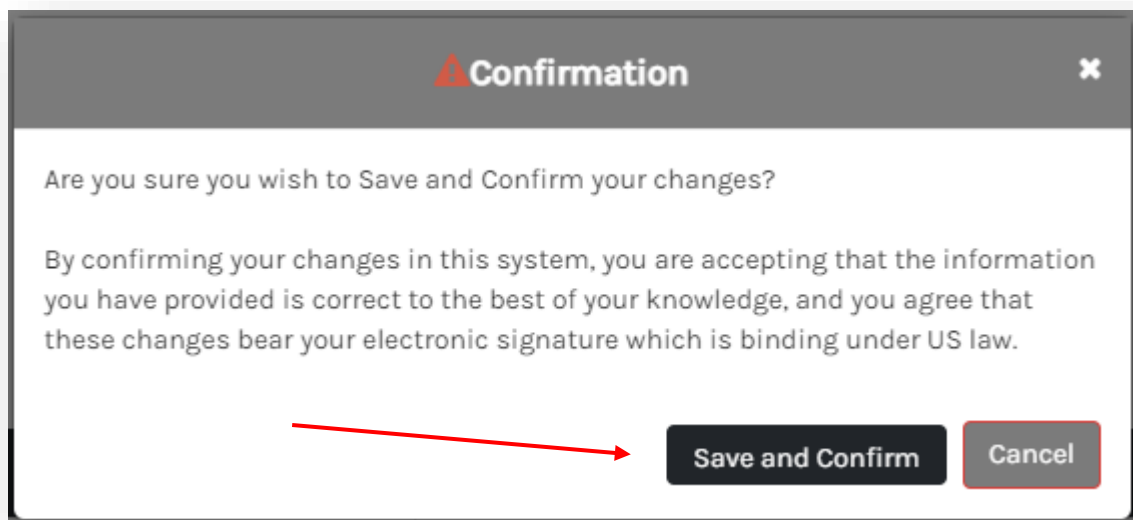 Confirmation
Are you sure you wish to Save and Confirm your changes?
By confirming your changes in this system, you are accepting that the information
you have provided is correct to the best of your knowledge, and you agree that
these changes bear your electronic signature which is binding under US law.
Save and Confirm
Cancel